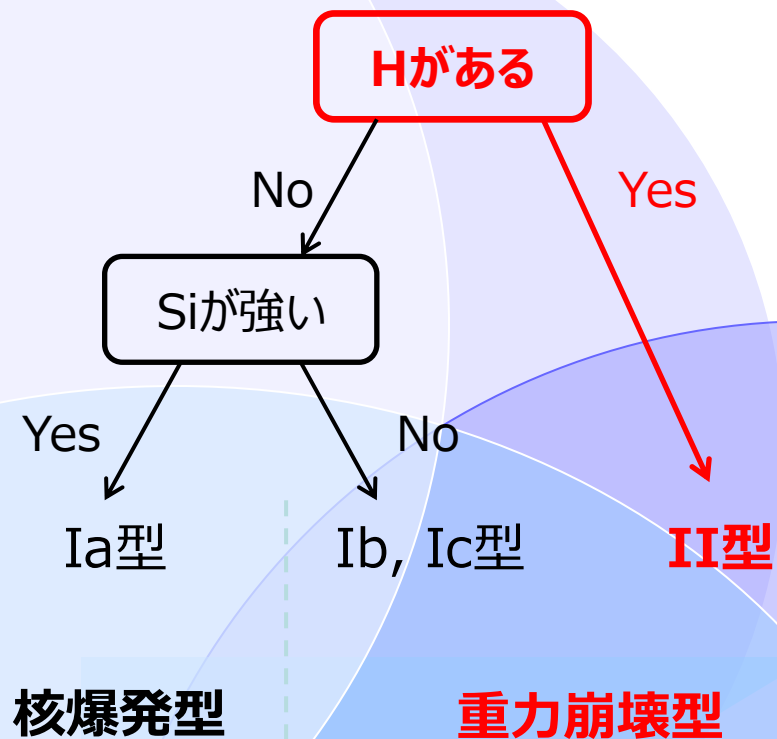 Hがある
No
Yes
Siが強い
Yes
No
Ia型
Ib, Ic型
II型
核爆発型
重力崩壊型